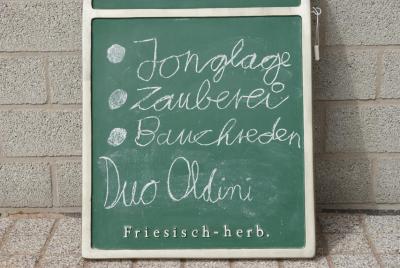 Jonglage
Zauberei
Bauchreden
Duo Oldini
Friesisch-herb.